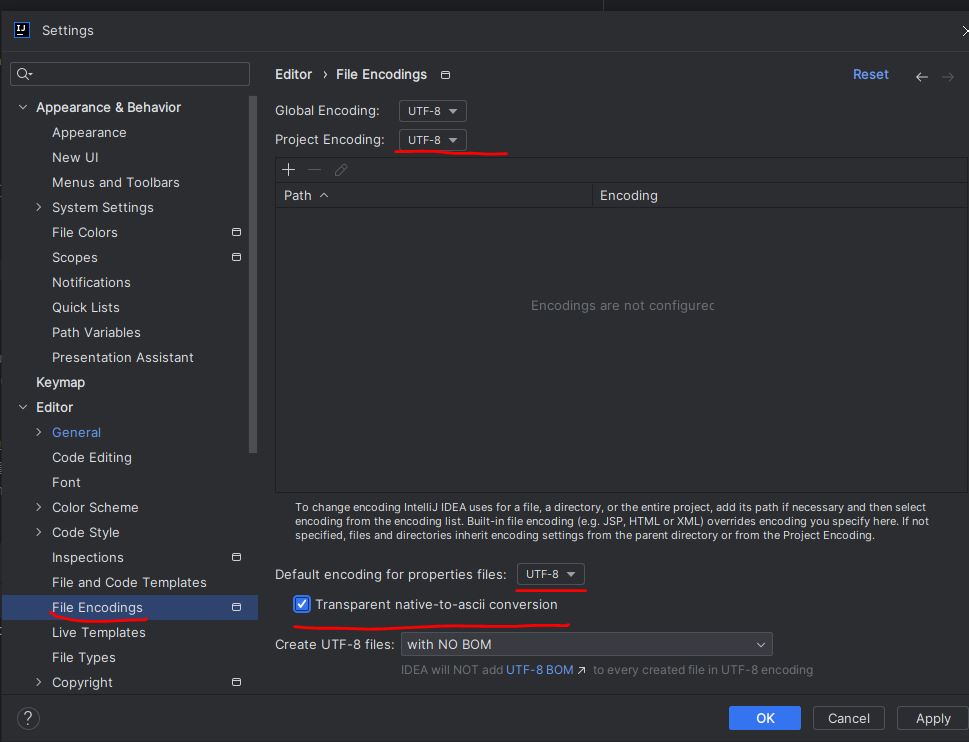 IJ Settings
Editor › File Encodings
Reset
Global Encoding: UTF-8
Project Encoding: UTF-8
Path
Encoding
Encodings are not configured
To change encoding IntelliJ IDEA uses for a file, a directory, or the entire project, add its path if necessary and then select
encoding from the encoding list. Built-in file encoding (e.g. JSP, HTML or XML) overrides encoding you specify here. If not
specified, files and directories inherit encoding settings from the parent directory or from the Project Encoding.
Default encoding for properties files: UTF-8
Transparent native-to-ascii conversion
Create UTF-8 files: with NO BOM
IDEA will NOT add UTF-8 BOM ↗ to every created file in UTF-8 encoding
Appearance & Behavior
Appearance
New UI
Menus and Toolbars
System Settings
File Colors
Scopes
Notifications
Quick Lists
Path Variables
Presentation Assistant
Keymap
Editor
General
Code Editing
Font
Color Scheme
Code Style
Inspections
File and Code Templates
File Encodings
Live Templates
File Types
Copyright
?
OK
Cancel
Apply